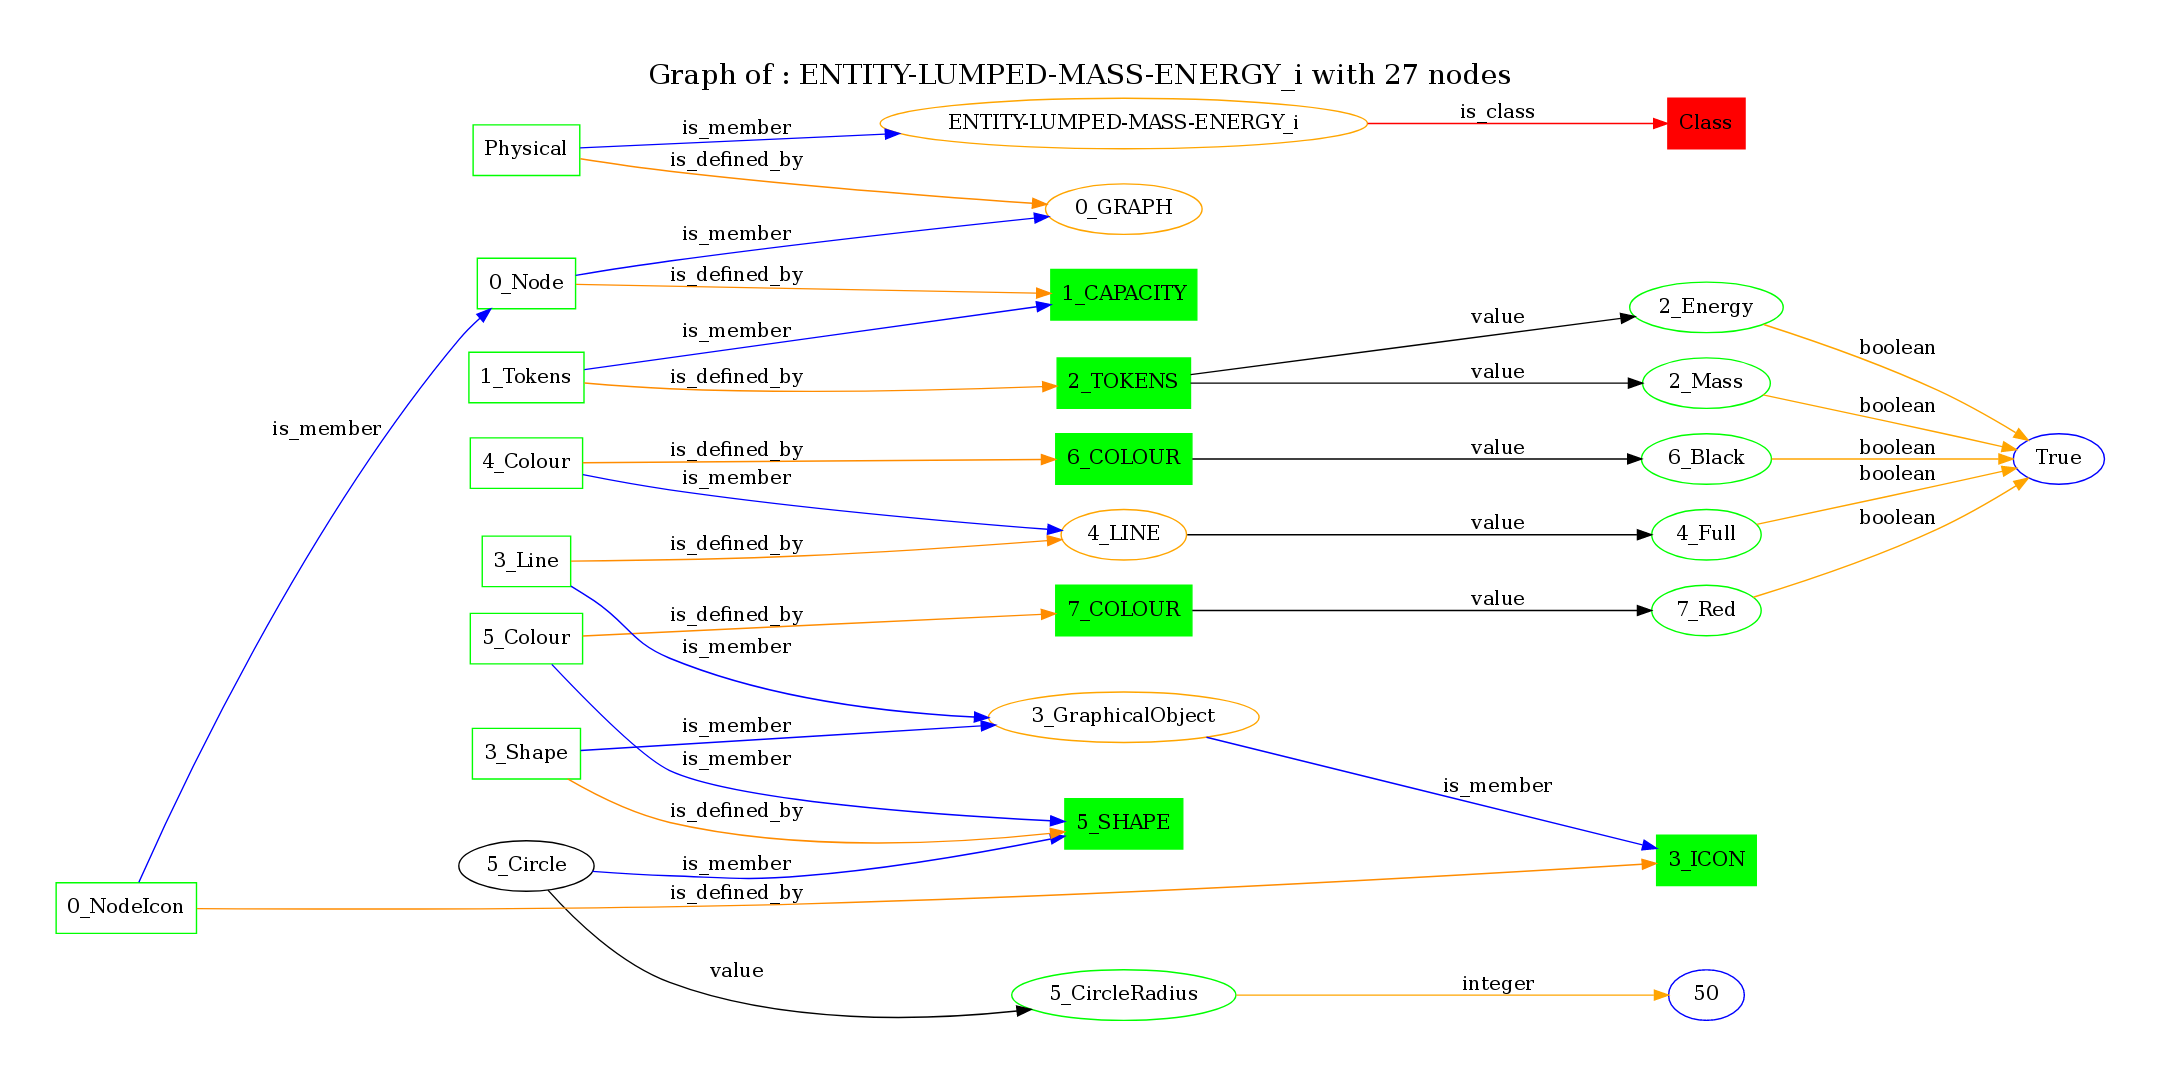 Graph of : ENTITY-LUMPED-MASS-ENERGY_i with 27 nodes
Physical
is_member
ENTITY-LUMPED-MASS-ENERGY_i
is_class
Class
is_defined_by
0_GRAPH
is_member
0_Node
is_defined_by
1_CAPACITY
2_Energy
value
is_member
boolean
1_Tokens
is_defined_by
2_TOKENS
value
2_Mass
boolean
is_member
4_Colour
is_defined_by
6_COLOUR
value
6_Black
boolean
True
is_member
boolean
4_LINE
value
4_Full
boolean
3_Line
is_defined_by
5_Colour
is_defined_by
7_COLOUR
value
7_Red
is_member
3_GraphicalObject
3_Shape
is_member
is_member
is_member
is_defined_by
5_SHAPE
5_Circle
is_member
3_ICON
0_NodeIcon
is_defined_by
value
5_CircleRadius
integer
50